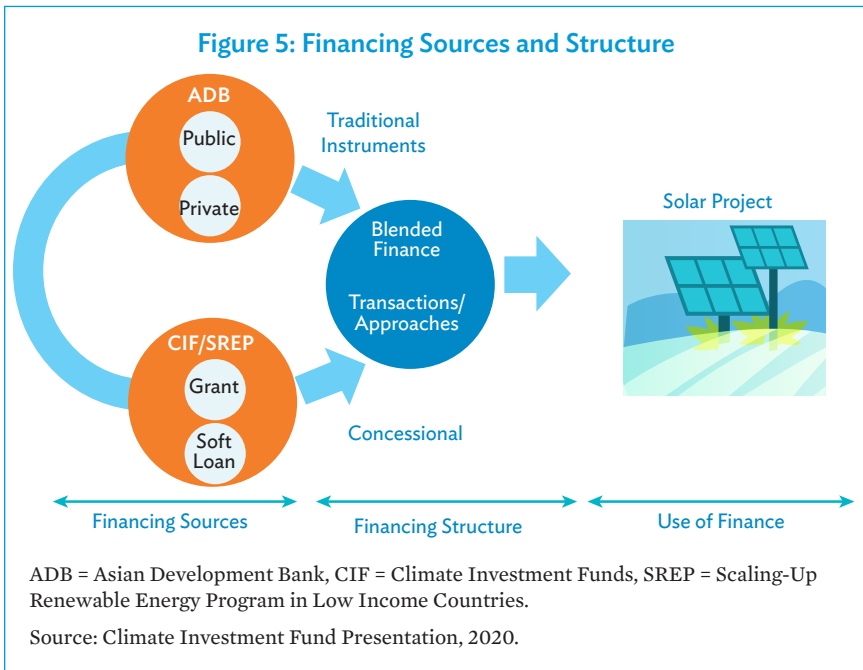 Figure 5: Financing Sources and Structure
ADB
Public
Private
Traditional
Instruments
Blended
Finance
Transactions/
Approaches
Solar Project
CIF/SREP
Grant
Soft
Loan
Concessional
Financing Sources
Financing Structure
Use of Finance
ADB = Asian Development Bank, CIF = Climate Investment Funds, SREP = Scaling-Up
Renewable Energy Program in Low Income Countries.
Source: Climate Investment Fund Presentation, 2020.